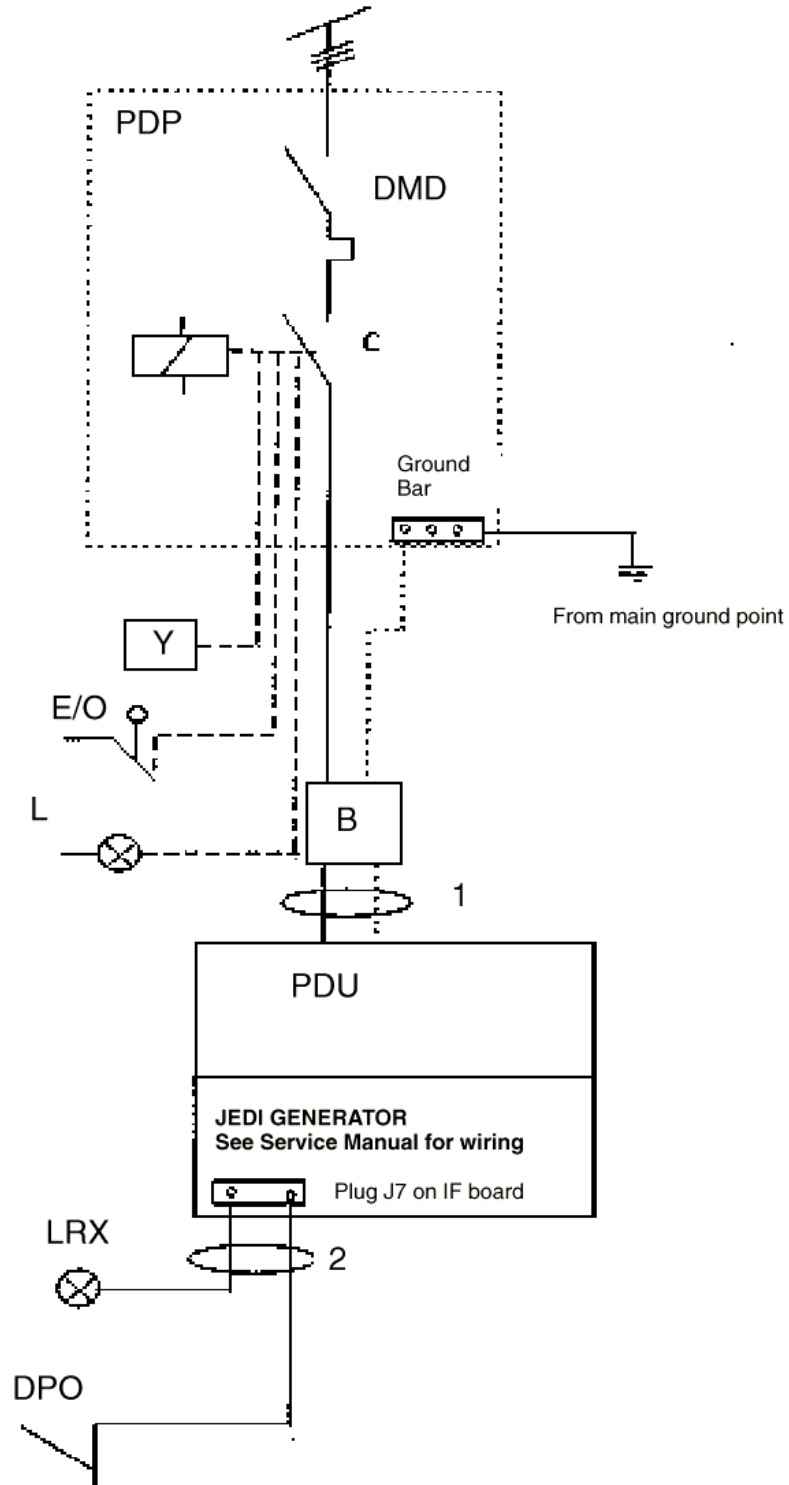 PDP
DMD
C
Ground
Bar
From main ground point
Y
E/O
L
B
1
PDU
JEDI GENERATOR
See Service Manual for wiring
Plug J7 on IF board
LRX
2
DPO